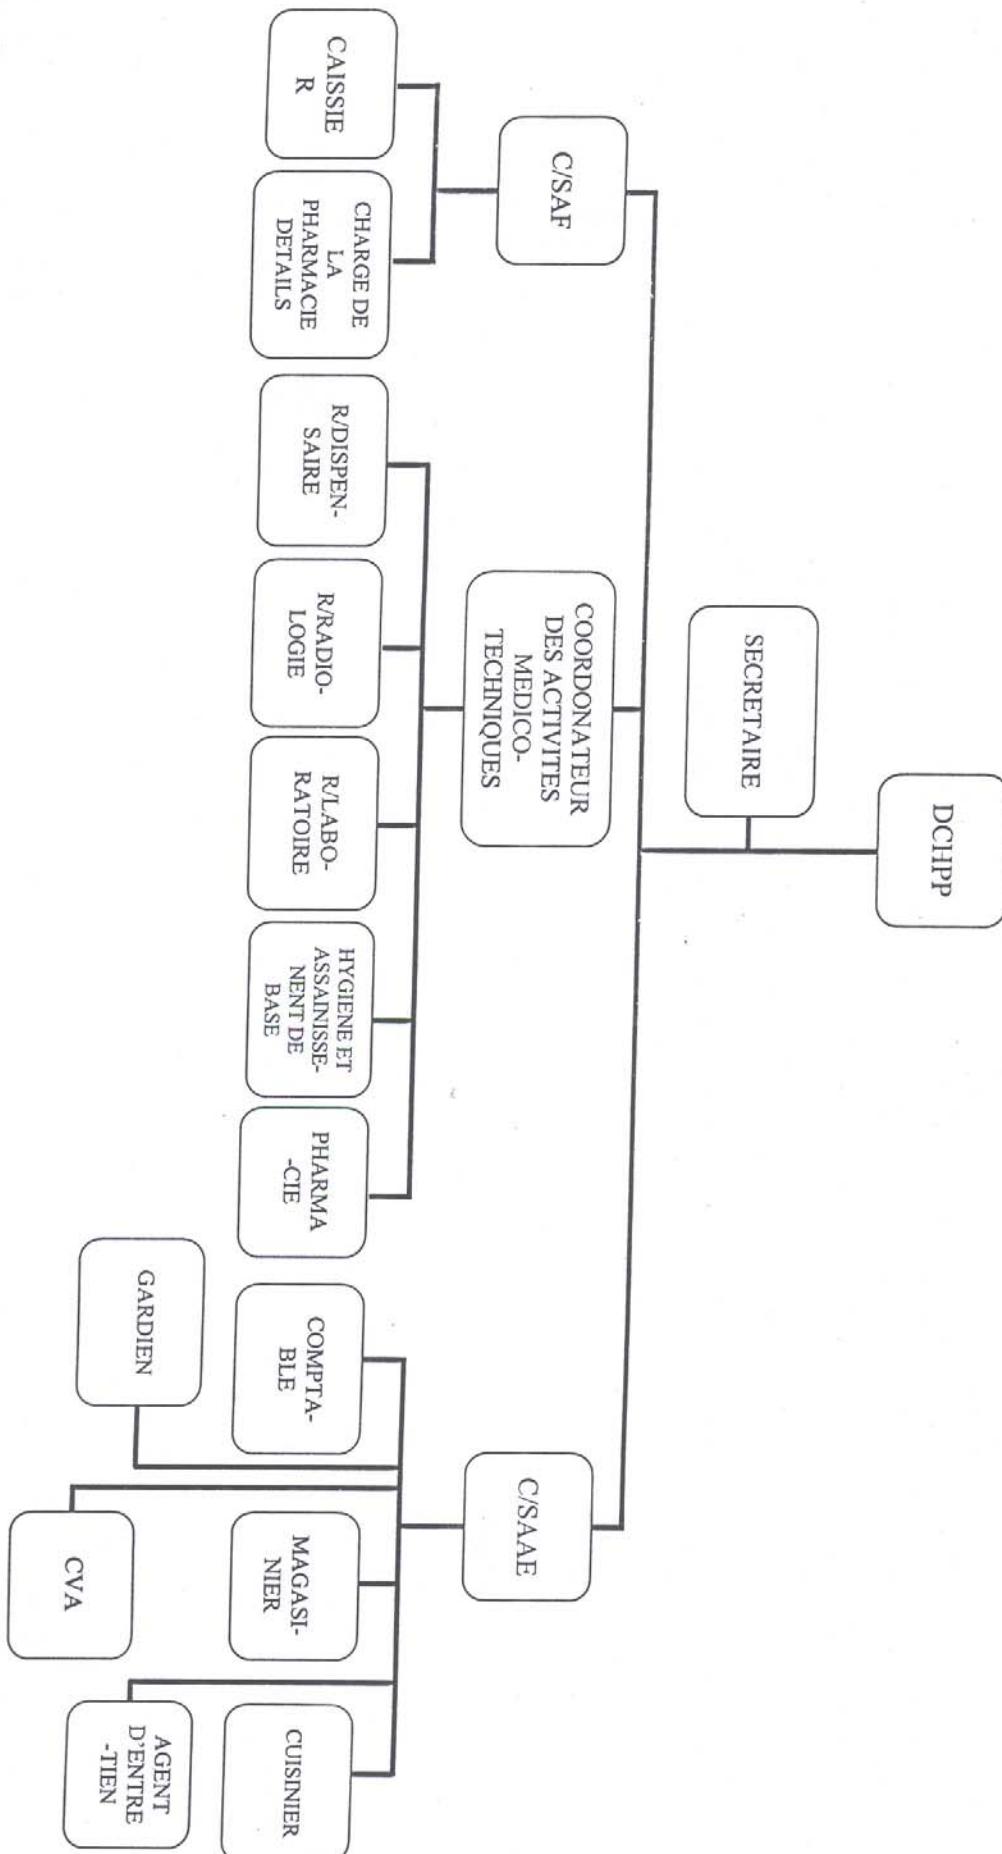 DCHPP
SECRETAIRE
C/SAF
COORDONATEUR
DES ACTIVITES
MEDICO-
TECHNIQUES
C/SAAE
CAISSIE
R
CHARGE DE
LA
PHARMACIE
DETAILS
R/DISPEN-
SAIRE
R/RADIO-
LOGIE
R/LABO-
RATOIRE
HYGIENE ET
ASSAINISSE-
NENT DE
BASE
PHARMA
-CIE
COMPTA-
BLE
MAGASI-
NIER
CUISINIER
GARDIEN
CVA
AGENT
D'ENTRE
-TIEN